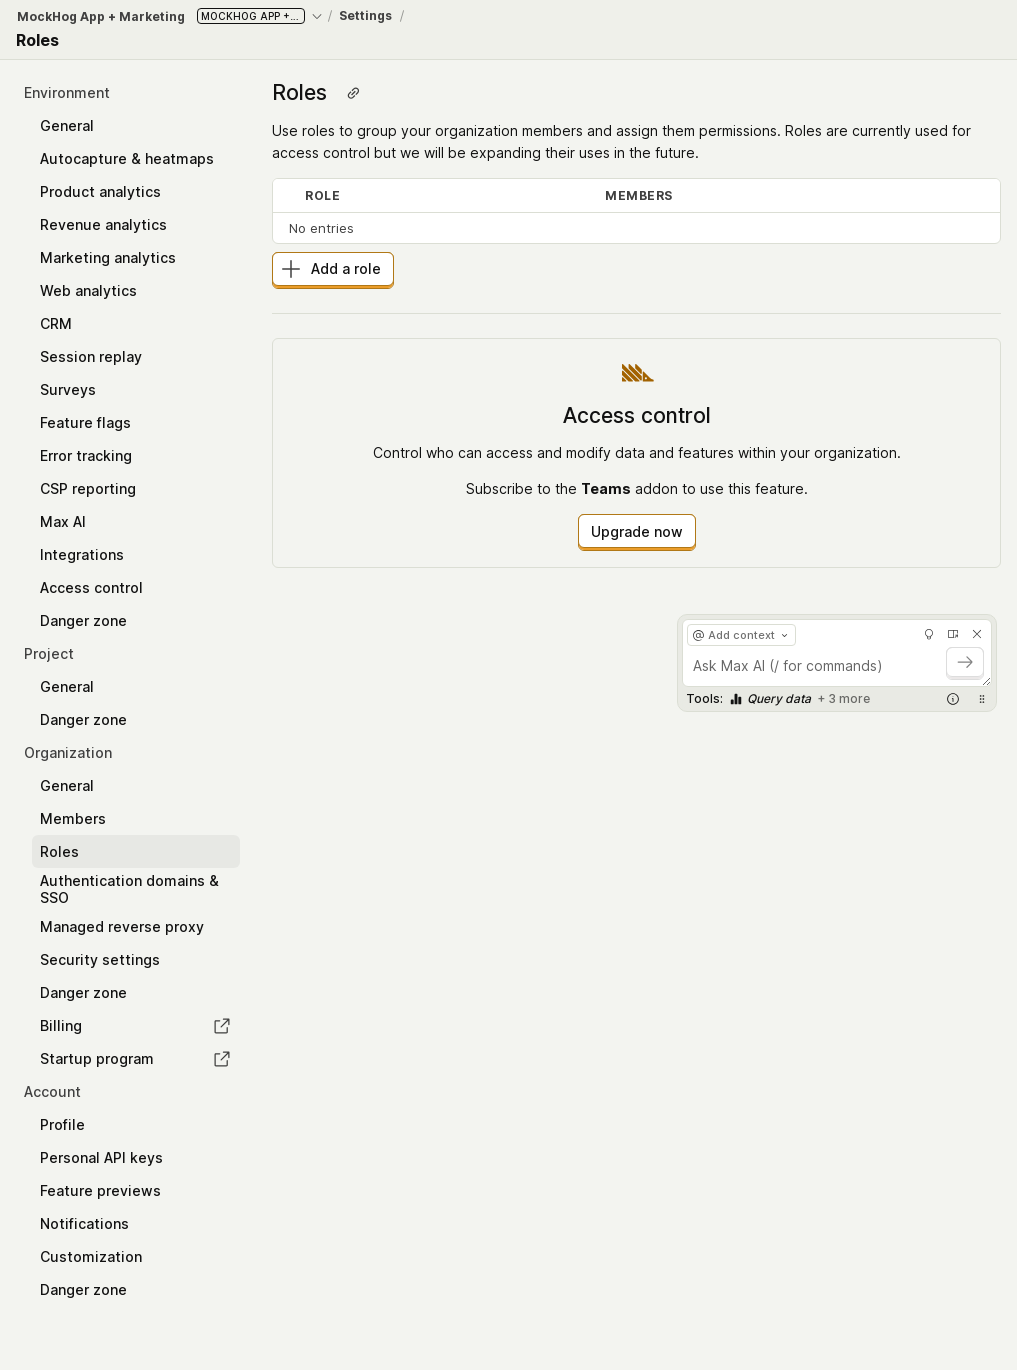 MockHog App + Marketing
MOCKHOG APP +...
/
Settings
/
Roles
Environment
General
Autocapture & heatmaps
Product analytics
Revenue analytics
Marketing analytics
Web analytics
CRM
Session replay
Surveys
Feature flags
Error tracking
CSP reporting
Max AI
Integrations
Access control
Danger zone
Project
General
Danger zone
Organization
General
Members
Roles
Authentication domains &
SSO
Managed reverse proxy
Security settings
Danger zone
Billing
Startup program
Account
Profile
Personal API keys
Feature previews
Notifications
Customization
Danger zone
Roles
Use roles to group your organization members and assign them permissions. Roles are currently used for
access control but we will be expanding their uses in the future.
ROLE MEMBERS
No entries
Add a role
Access control
Control who can access and modify data and features within your organization.
Subscribe to the Teams addon to use this feature.
Upgrade now
@ Add context
Ask Max AI (/ for commands)
Tools: Query data + 3 more